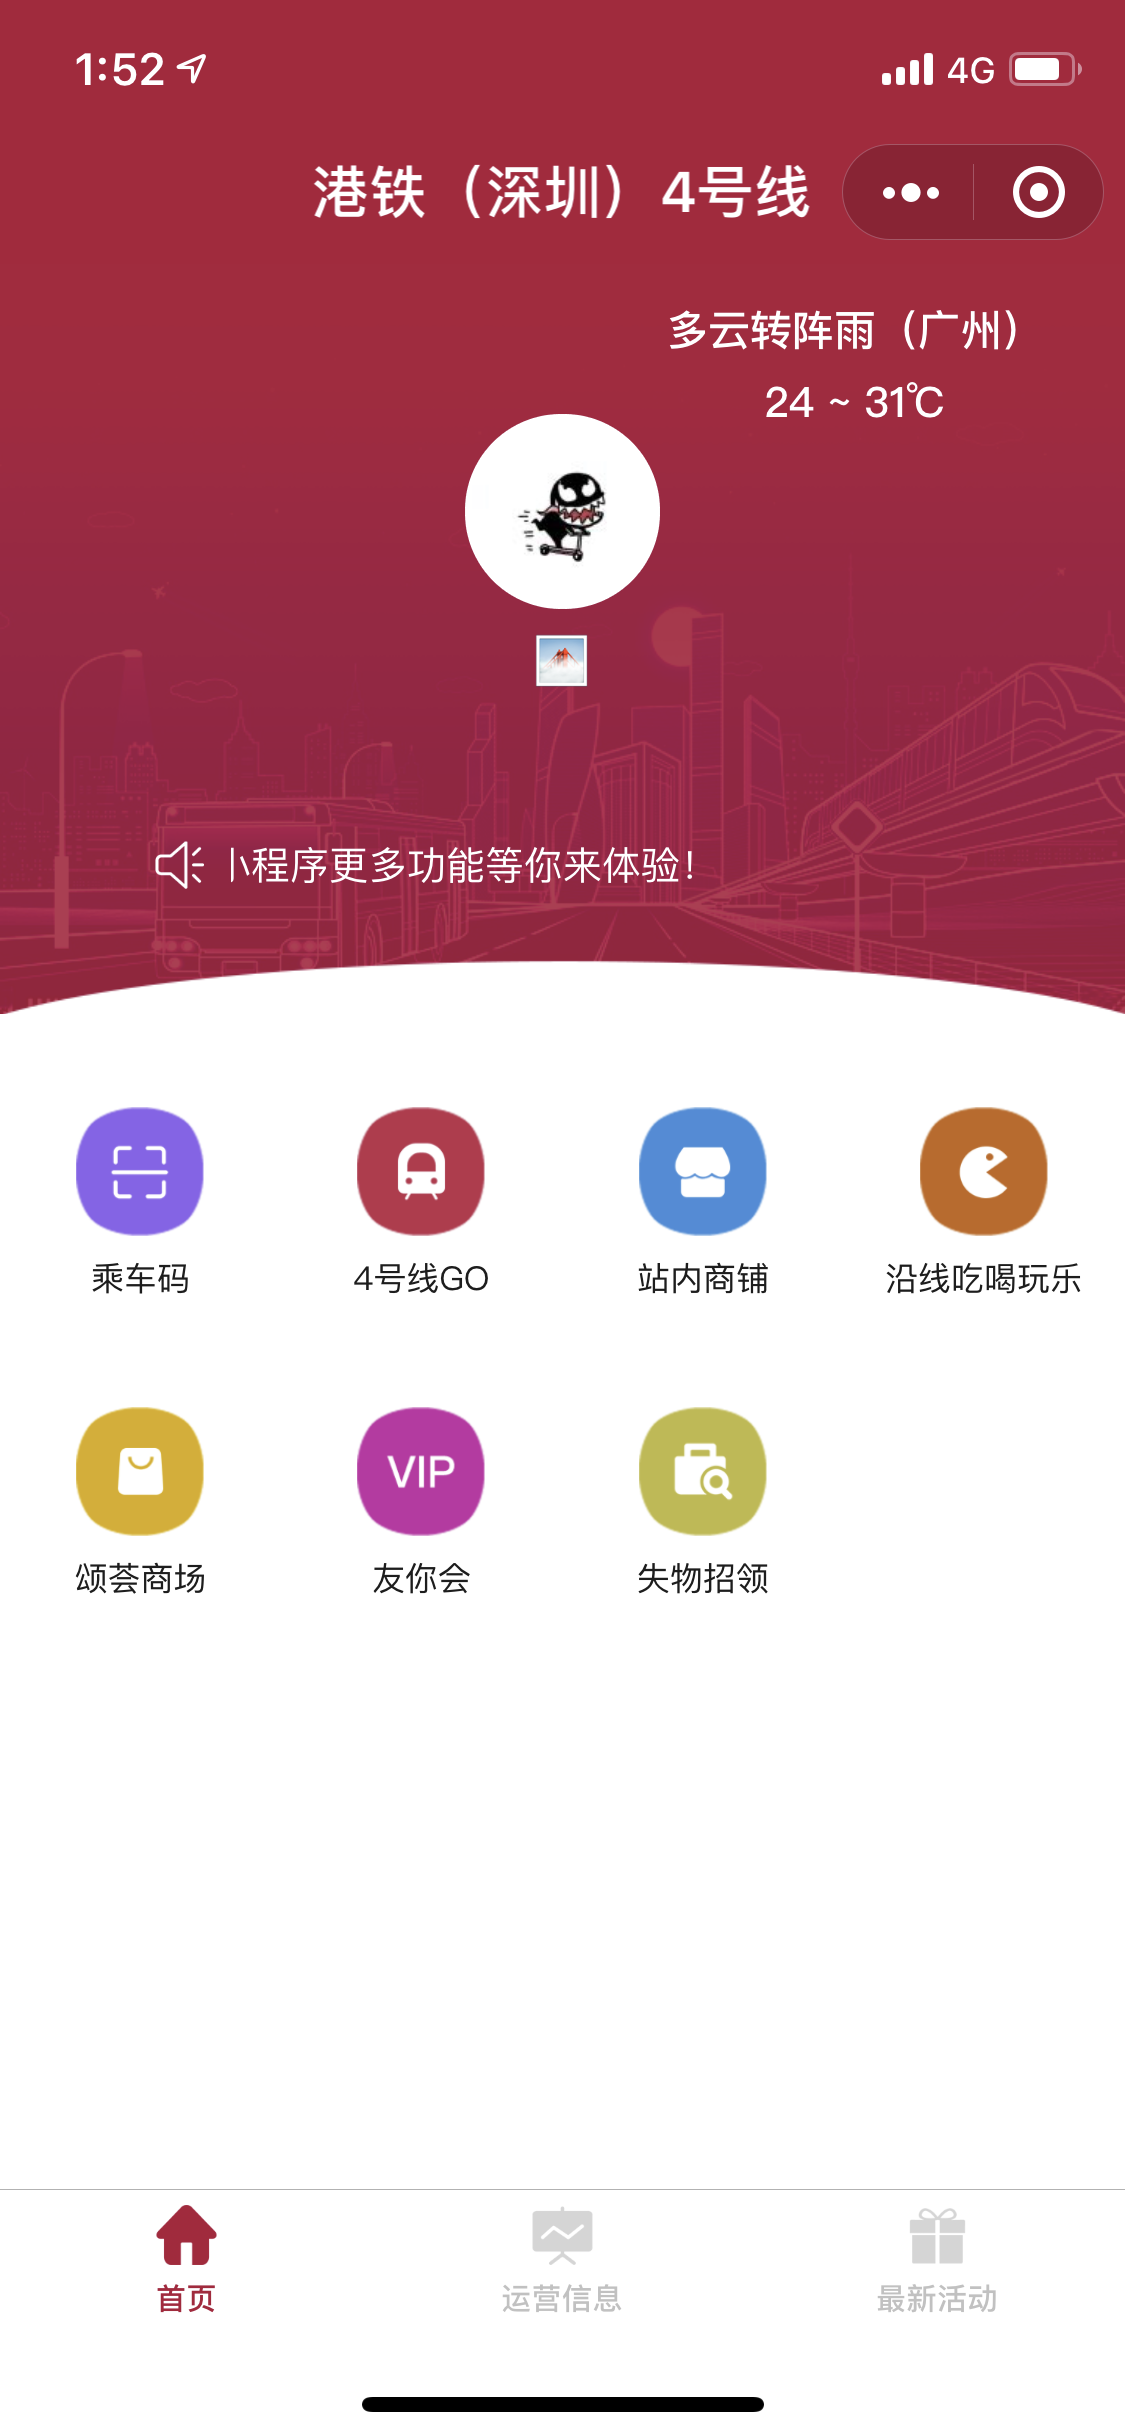 1:52
4G
港铁（深圳）4号线
多云转阵雨（广州）
24 ~ 31℃
程序更多功能等你来体验！
乘车码
4号线GO
站内商铺
沿线吃喝玩乐
VIP
颂荟商场
友你会
失物招领
首页
运营信息
最新活动